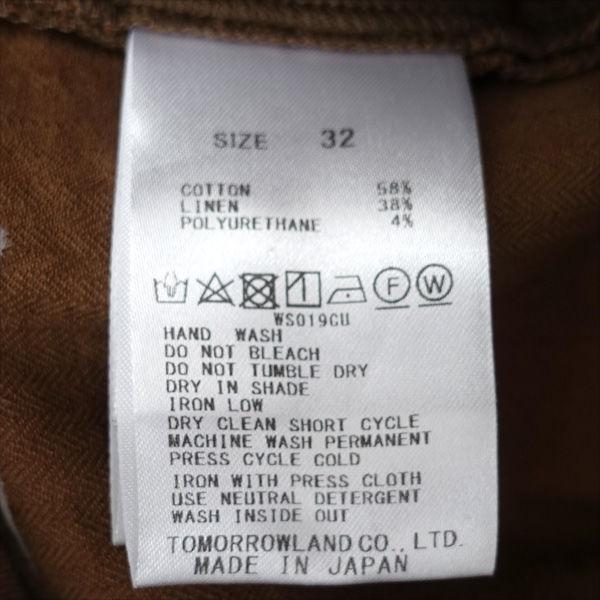 SIZE 32
COTTON 58%
LINEN 38%
POLYURETHANE 4%
F W
WS019CU
HAND WASH
DO NOT BLEACH
DO NOT TUMBLE DRY
DRY IN SHADE
IRON LOW
DRY CLEAN SHORT CYCLE
MACHINE WASH PERMANENT
PRESS CYCLE COLD
IRON WITH PRESS CLOTH
USE NEUTRAL DETERGENT
WASH INSIDE OUT
TOMORROWLAND CO., LTD.
MADE IN JAPAN